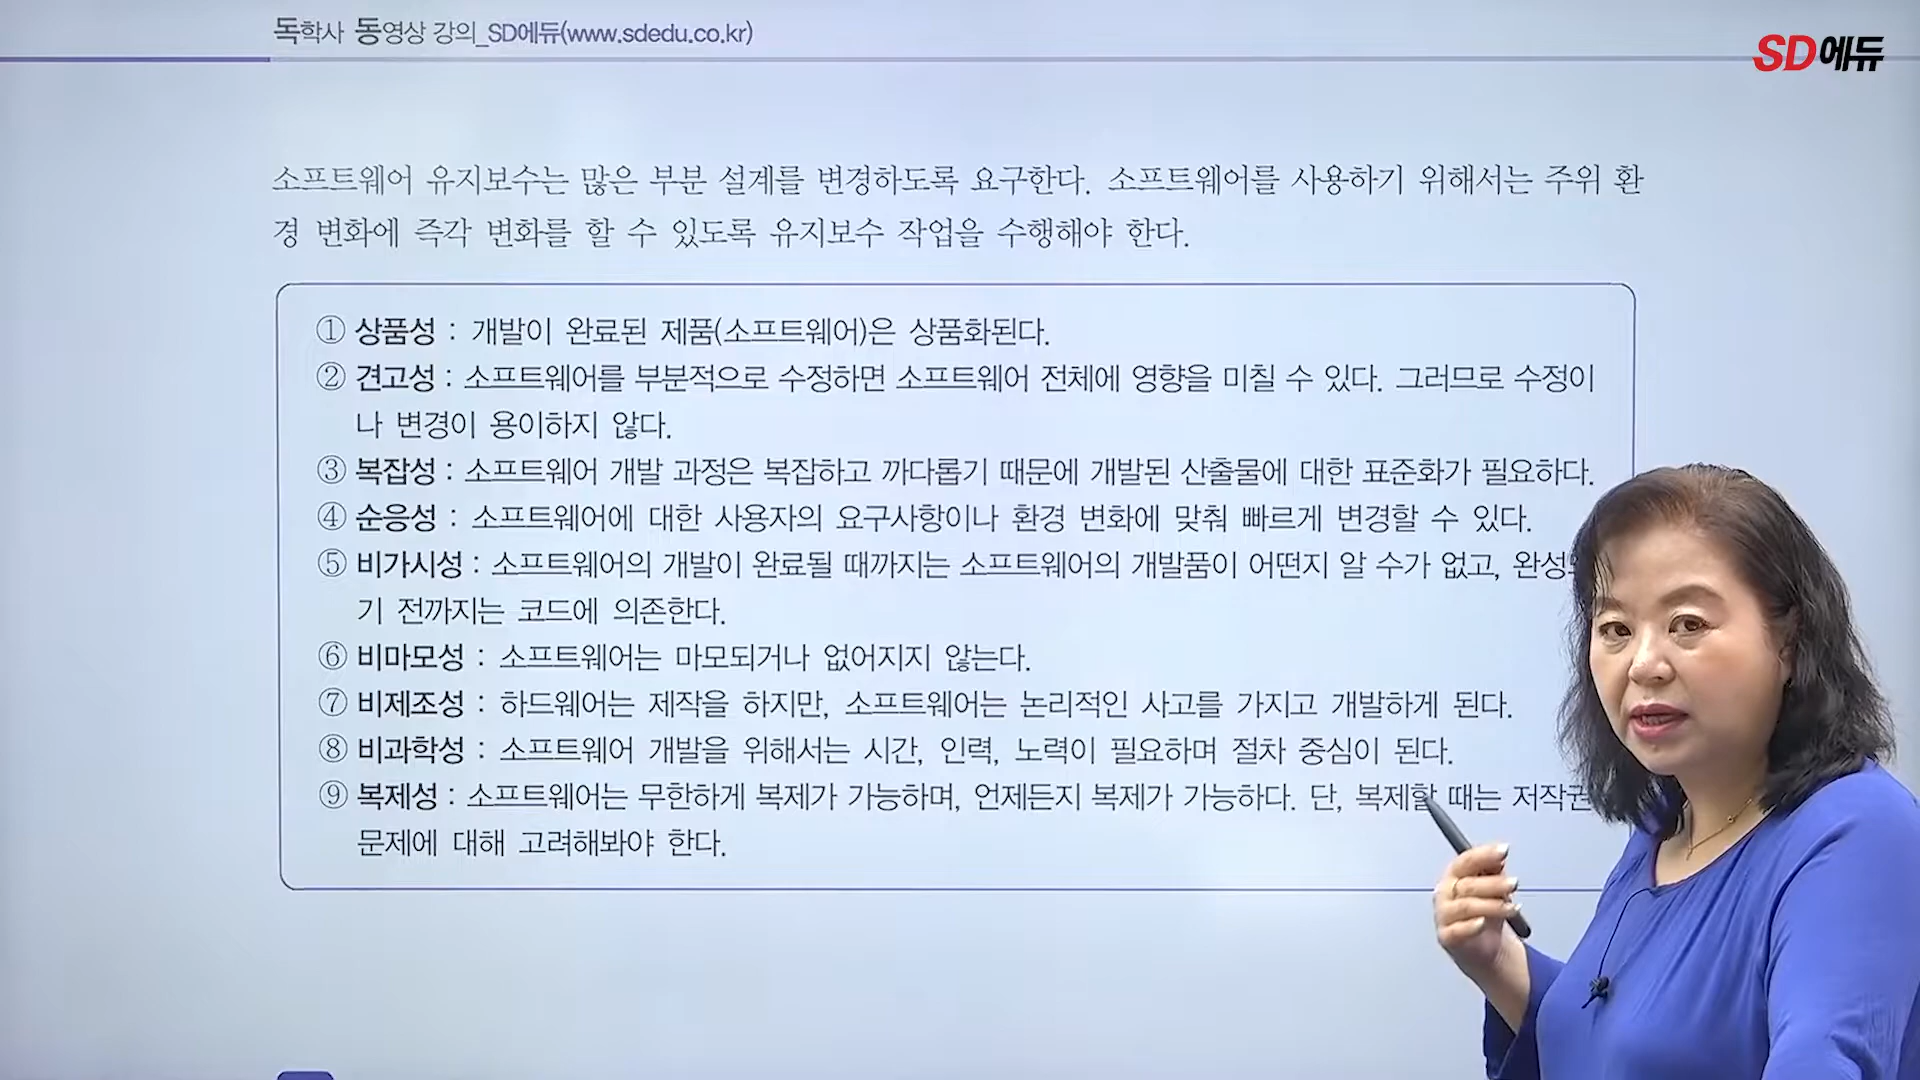 독학사 동영상 강의_SD에듀(www.sdedu.co.kr)
SD에듀
소프트웨어 유지보수는 많은 부분 설계를 변경하도록 요구한다. 소프트웨어를 사용하기 위해서는 주위 환
경 변화에 즉각 변화를 할 수 있도록 유지보수 작업을 수행해야 한다.
① 상품성 : 개발이 완료된 제품(소프트웨어)은 상품화된다.
② 견고성 : 소프트웨어를 부분적으로 수정하면 소프트웨어 전체에 영향을 미칠 수 있다. 그러므로 수정이
나 변경이 용이하지 않다.
③ 복잡성 : 소프트웨어 개발 과정은 복잡하고 까다롭기 때문에 개발된 산출물에 대한 표준화가 필요하다.
④ 순응성 : 소프트웨어에 대한 사용자의 요구사항이나 환경 변화에 맞춰 빠르게 변경할 수 있다.
⑤ 비가시성 : 소프트웨어의 개발이 완료될 때까지는 소프트웨어의 개발품이 어떤지 알 수가 없고, 완성
기 전까지는 코드에 의존한다.
⑥ 비마모성 : 소프트웨어는 마모되거나 없어지지 않는다.
⑦ 비제조성 : 하드웨어는 제작을 하지만, 소프트웨어는 논리적인 사고를 가지고 개발하게 된다.
⑧ 비과학성 : 소프트웨어 개발을 위해서는 시간, 인력, 노력이 필요하며 절차 중심이 된다.
⑨ 복제성 : 소프트웨어는 무한하게 복제가 가능하며, 언제든지 복제가 가능하다. 단, 복제할 때는 저작권
문제에 대해 고려해봐야 한다.